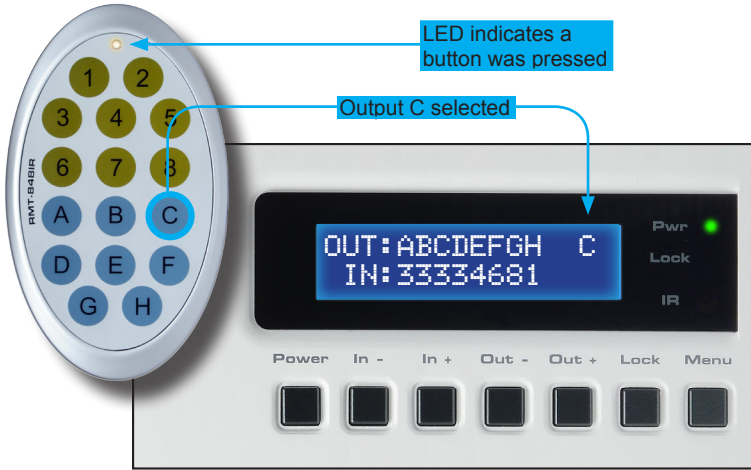 LED indicates a
button was pressed
Output C selected
1 2
3 4 5
6 7 8
A B C
D E F
G H
RMT-848IR
OUT:ABCDEFGH C
IN:33334681
Pwr
Lock
IR
Power In - In + Out - Out + Lock Menu